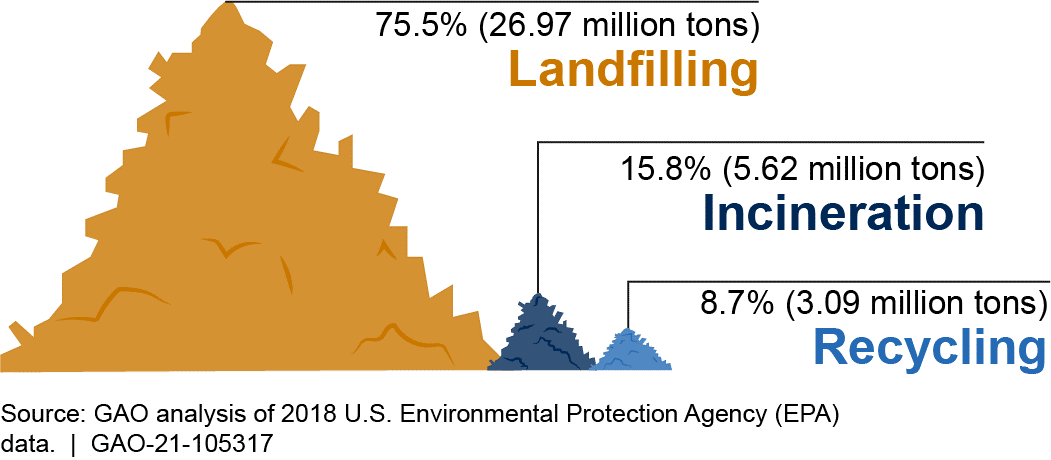 75.5% (26.97 million tons)
Landfilling
15.8% (5.62 million tons)
Incineration
8.7% (3.09 million tons)
Recycling
Source: GAO analysis of 2018 U.S. Environmental Protection Agency (EPA)
data.  |  GAO-21-105317